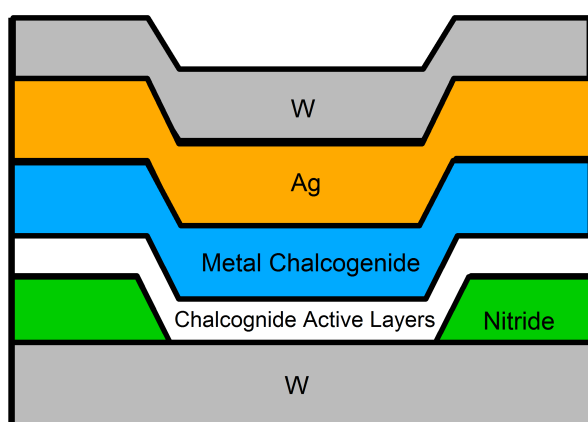 W
Ag
Metal Chalcogenide
Chalcognide Active Layers
Nitride
W